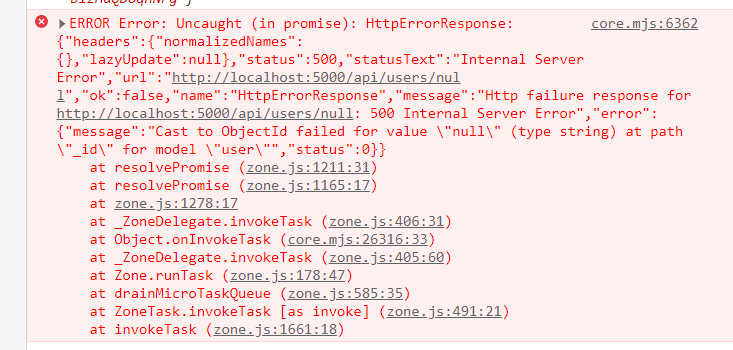 ERROR Error: Uncaught (in promise): HttpErrorResponse: core.mjs:6362
{"headers":{"normalizedNames":
{},"lazyUpdate":null},"status":500,"statusText":"Internal Server
Error","url":"http://localhost:5000/api/users/nul
l","ok":false,"name":"HttpErrorResponse","message":"Http failure response for
http://localhost:5000/api/users/null: 500 Internal Server Error","error":
{"message":"Cast to ObjectId failed for value \"null\" (type string) at path
\"_id\" for model \"user\"","status":0}}
at resolvePromise (zone.js:1211:31)
at resolvePromise (zone.js:1165:17)
at zone.js:1278:17
at _ZoneDelegate.invokeTask (zone.js:406:31)
at Object.onInvokeTask (core.mjs:26316:33)
at _ZoneDelegate.invokeTask (zone.js:405:60)
at Zone.runTask (zone.js:178:47)
at drainMicroTaskQueue (zone.js:585:35)
at ZoneTask.invokeTask [as invoke] (zone.js:491:21)
at invokeTask (zone.js:1661:18)